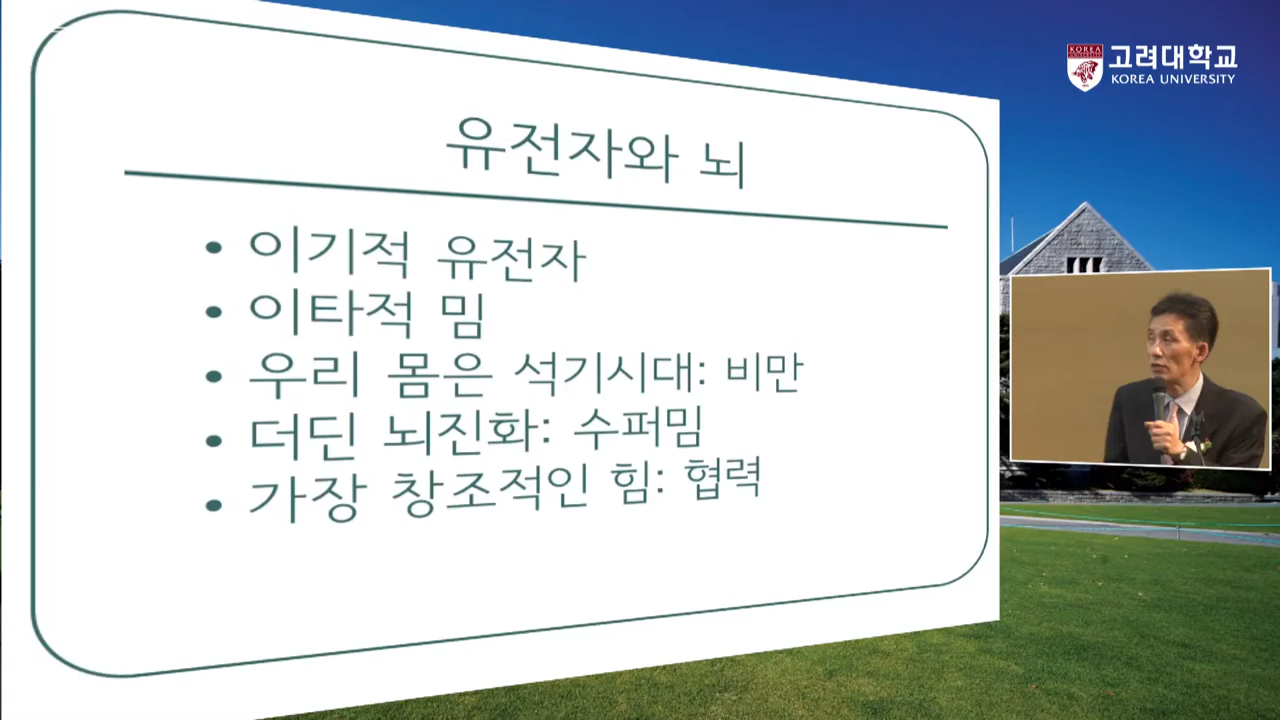 유전자와 뇌
• 이기적 유전자
• 이타적 밈
• 우리 몸은 석기시대: 비만
• 더딘 뇌진화: 수퍼밈
• 가장 창조적인 힘: 협력
KOREA
고려대학교
KOREA UNIVERSITY